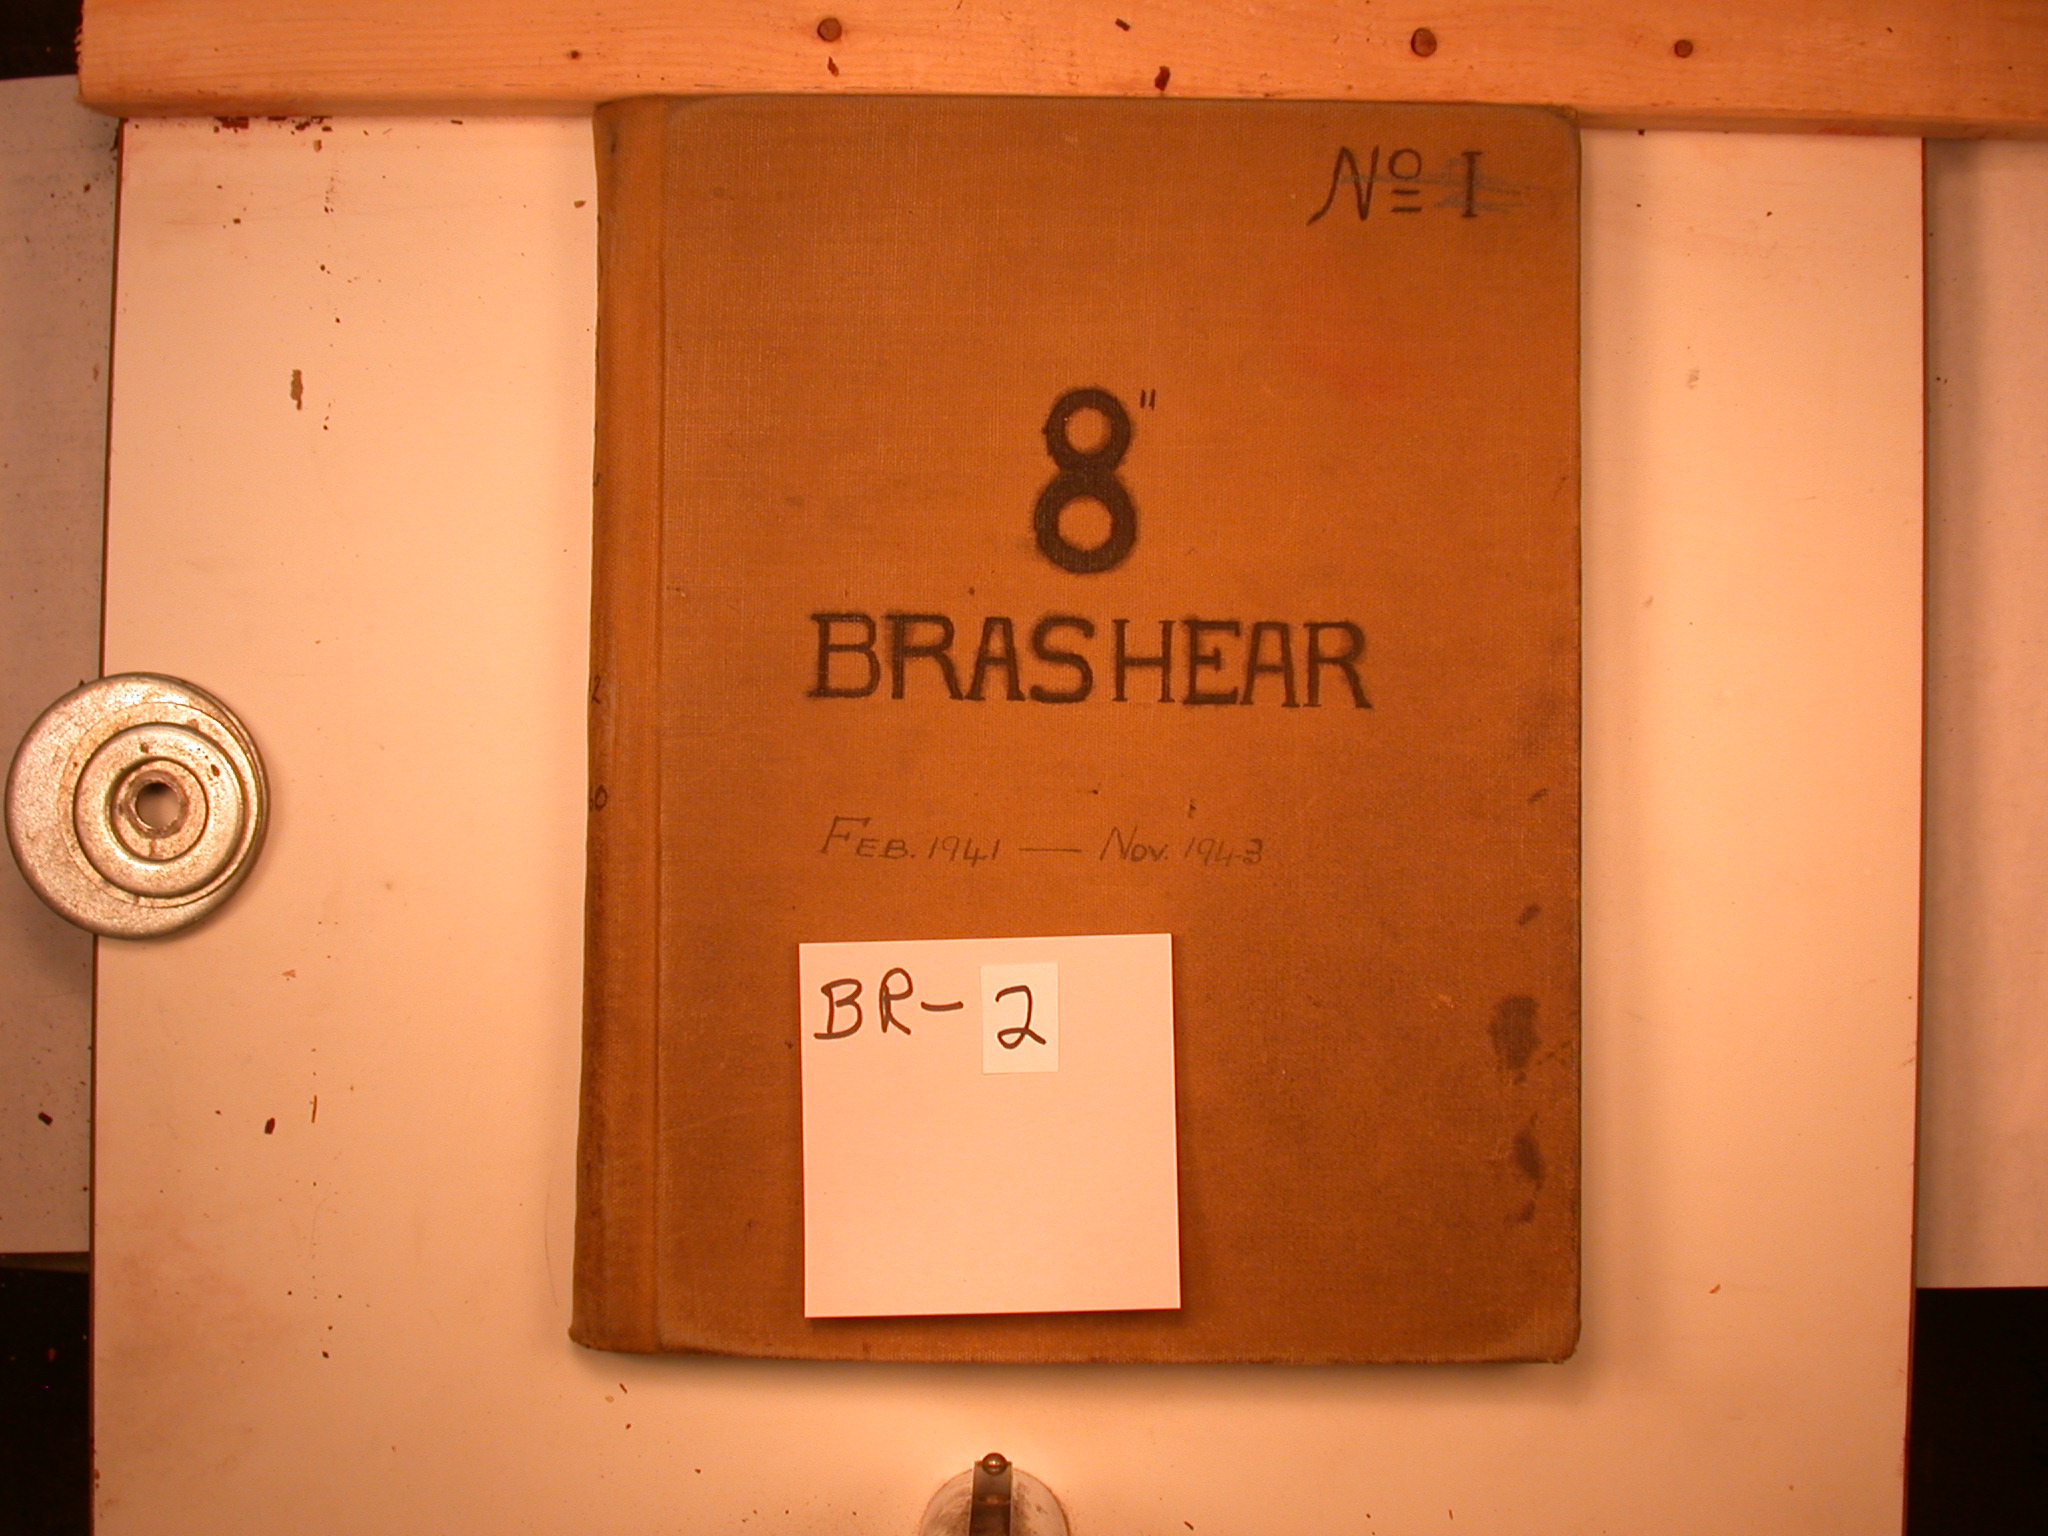 Nº I
8"
BRASHEAR
FEB. 1941 — NOV. 1943
BR-2